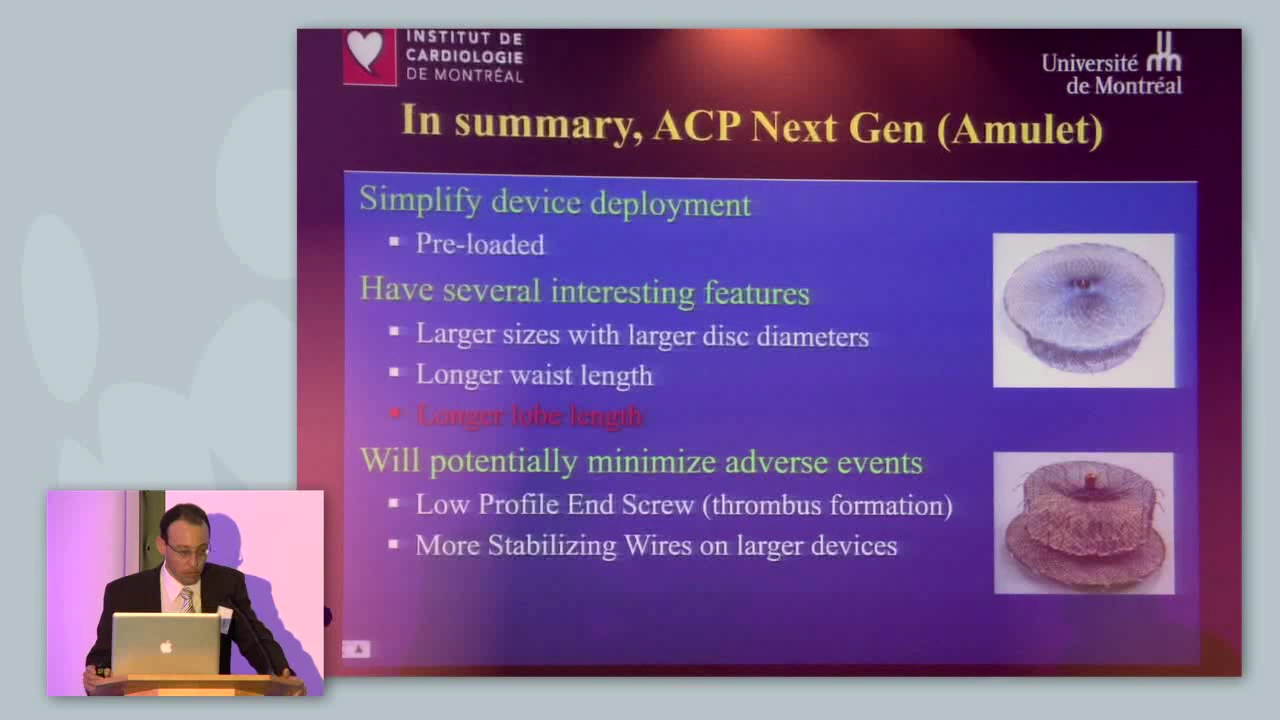 INSTITUT DE
CARDIOLOGIE
DE MONTRÉAL
Université
de Montréal
In summary, ACP Next Gen (Amulet)
Simplify device deployment
Pre-loaded
Have several interesting features
Larger sizes with larger disc diameters
Longer waist length
Longer lobe length
Will potentially minimize adverse events
Low Profile End Screw (thrombus formation)
More Stabilizing Wires on larger devices